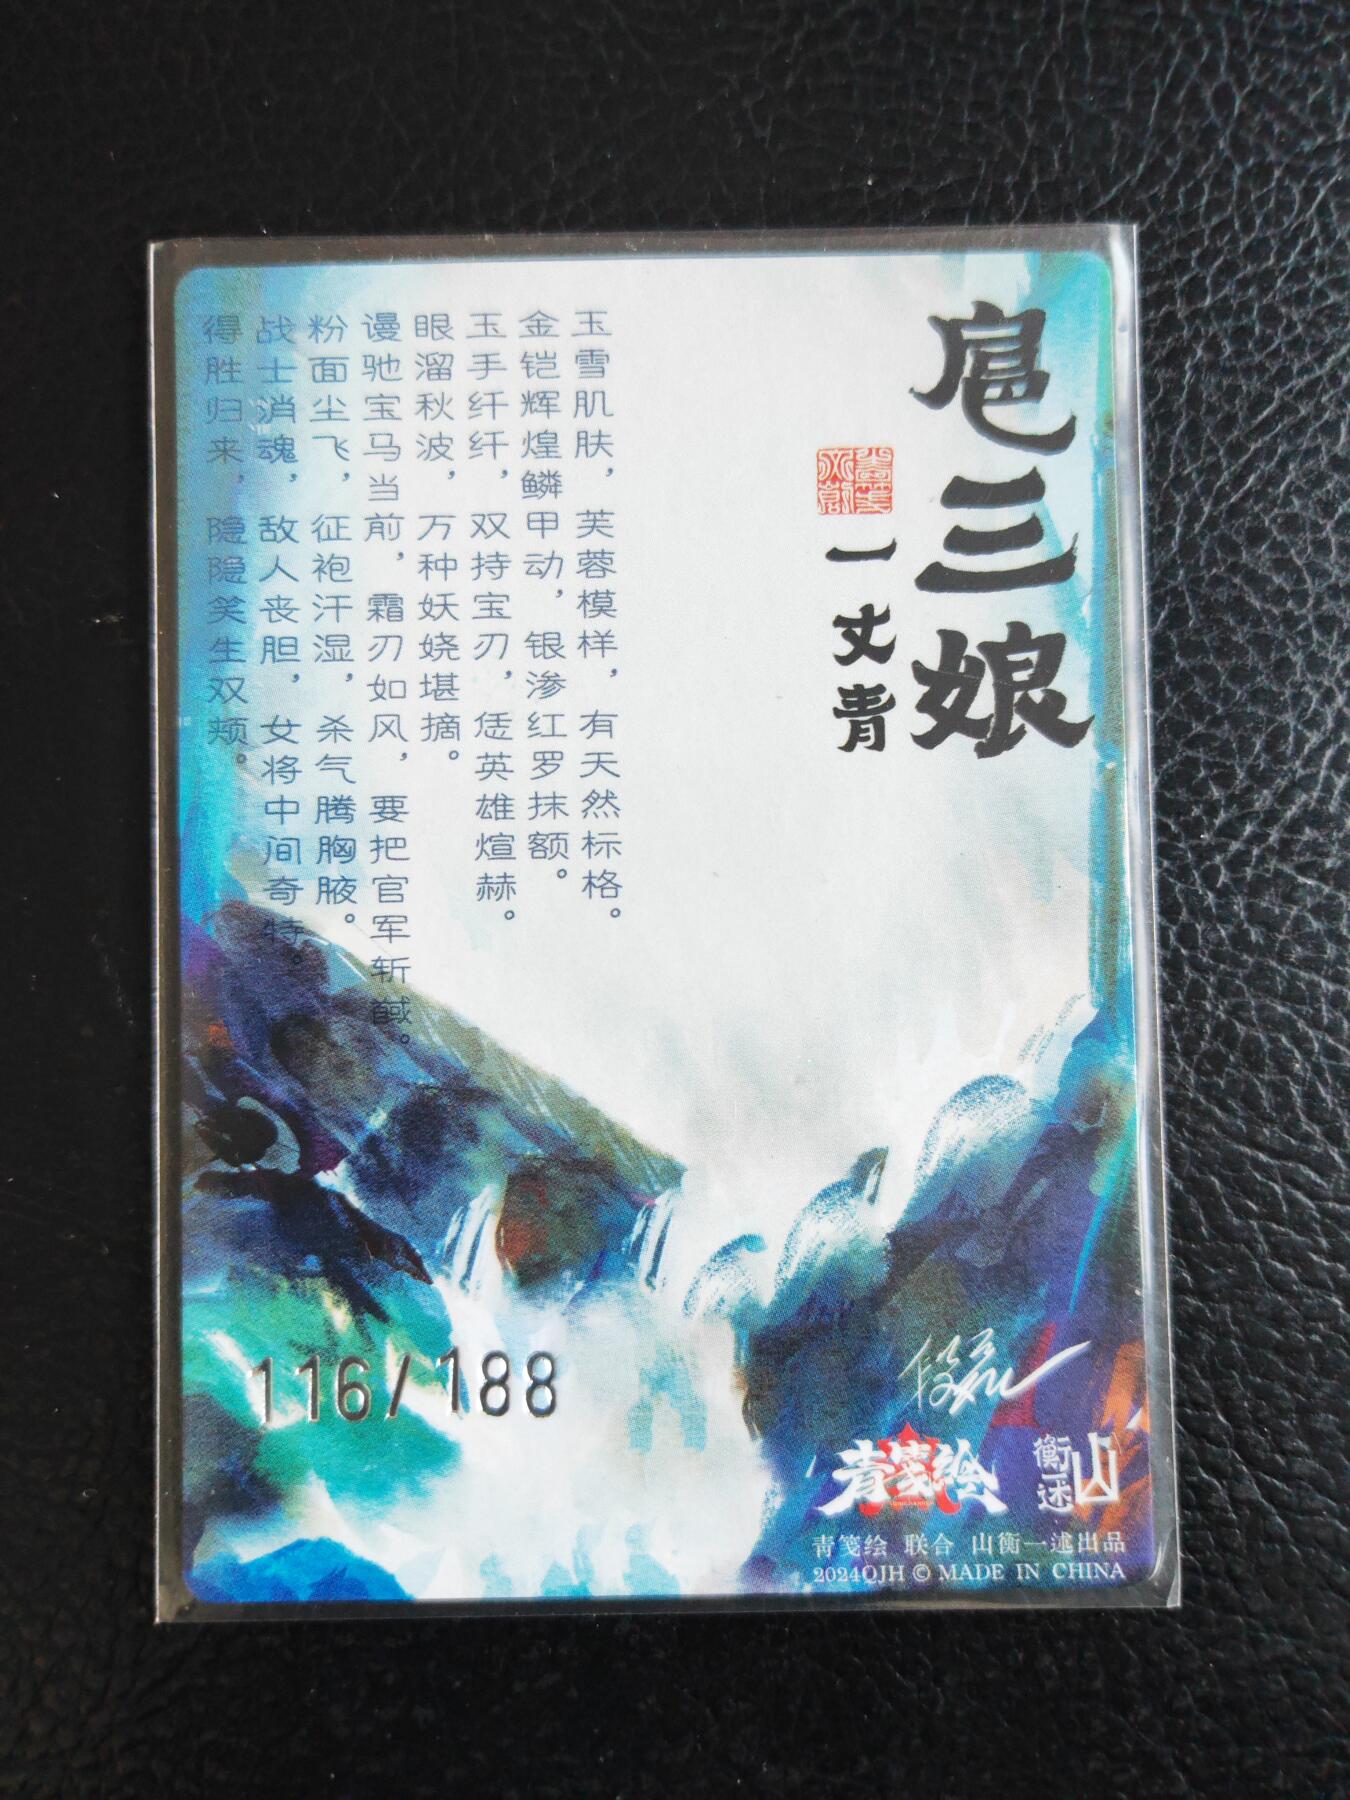 扈三娘
一丈青
玉雪肌肤，芙蓉模样，有天然标格。
金铠辉煌鳞甲动，银渗红罗抹额。
玉手纤纤，双持宝刃，恁英雄煊赫。
眼溜秋波，万种妖娆堪摘。
谩驰宝马当前，霜刃如风，要把官军斩馘。
粉面尘飞，征袍汗湿，杀气腾胸腋。
战士消魂，敌人丧胆，女将中间奇特。
得胜归来，隐隐笑生双颊。
116/188
青笺绘
山衡一述
青笺绘 联合 山衡一述出品
2024QJH © MADE IN CHINA